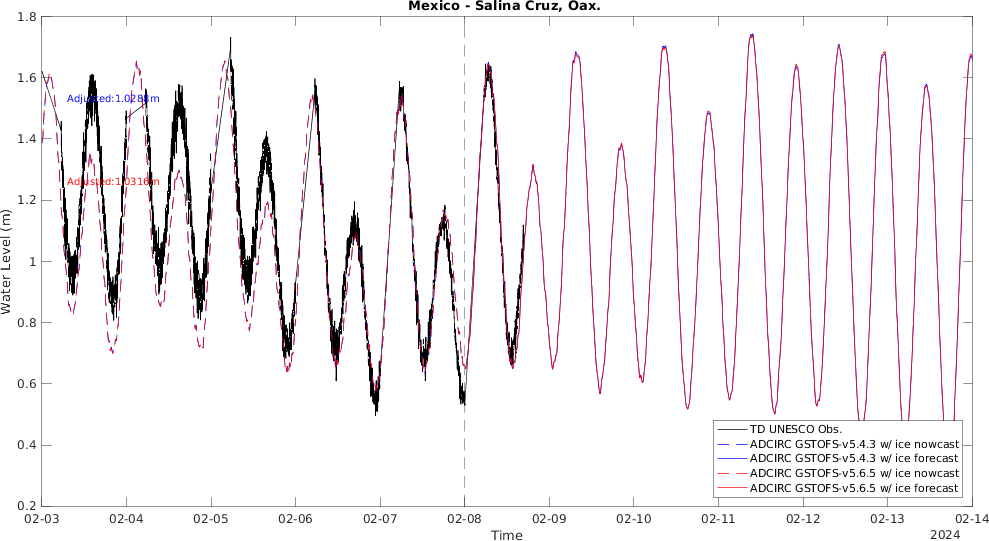 Mexico - Salina Cruz, Oax.
1.8
1.6
1.4
1.2
1
0.8
0.6
0.4
0.2
Water Level (m)
Adjusted:1.0288m
Adjusted:1.0316m
TD UNESCO Obs.
ADCIRC GSTOFS-v5.4.3 w/ ice nowcast
ADCIRC GSTOFS-v5.4.3 w/ ice forecast
ADCIRC GSTOFS-v5.6.5 w/ ice nowcast
ADCIRC GSTOFS-v5.6.5 w/ ice forecast
02-03 02-04 02-05 02-06 02-07 02-08 02-09 02-10 02-11 02-12 02-13 02-14
Time
2024